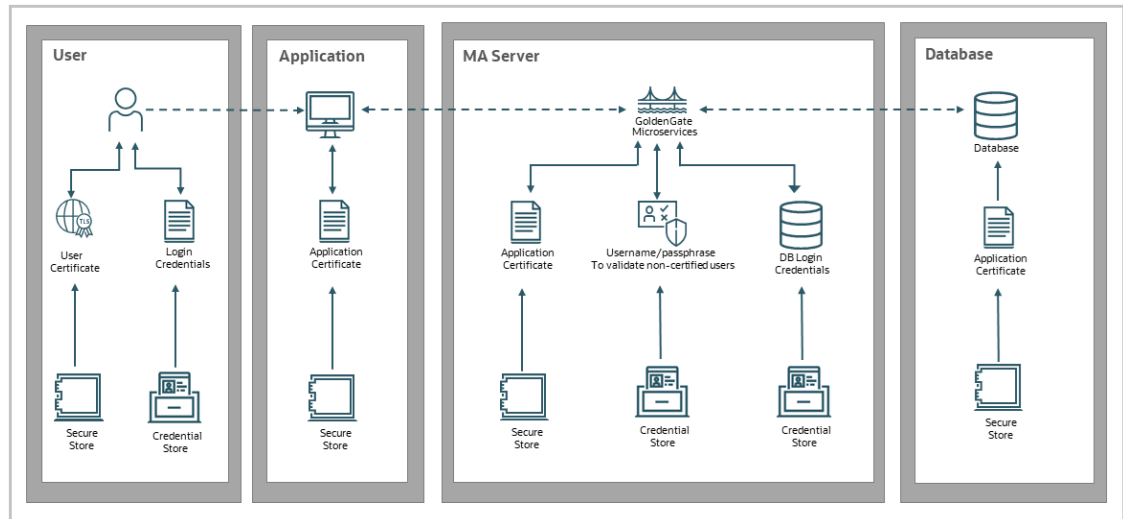 User
Application
MA Server
Database
GoldenGate
Microservices
Database
TLS
User
Certificate
Login
Credentials
Application
Certificate
Application
Certificate
Username/passphrase
To validate non-certified users
DB Login
Credentials
Application
Certificate
Secure
Store
Credential
Store
Secure
Store
Secure
Store
Credential
Store
Credential
Store
Secure
Store